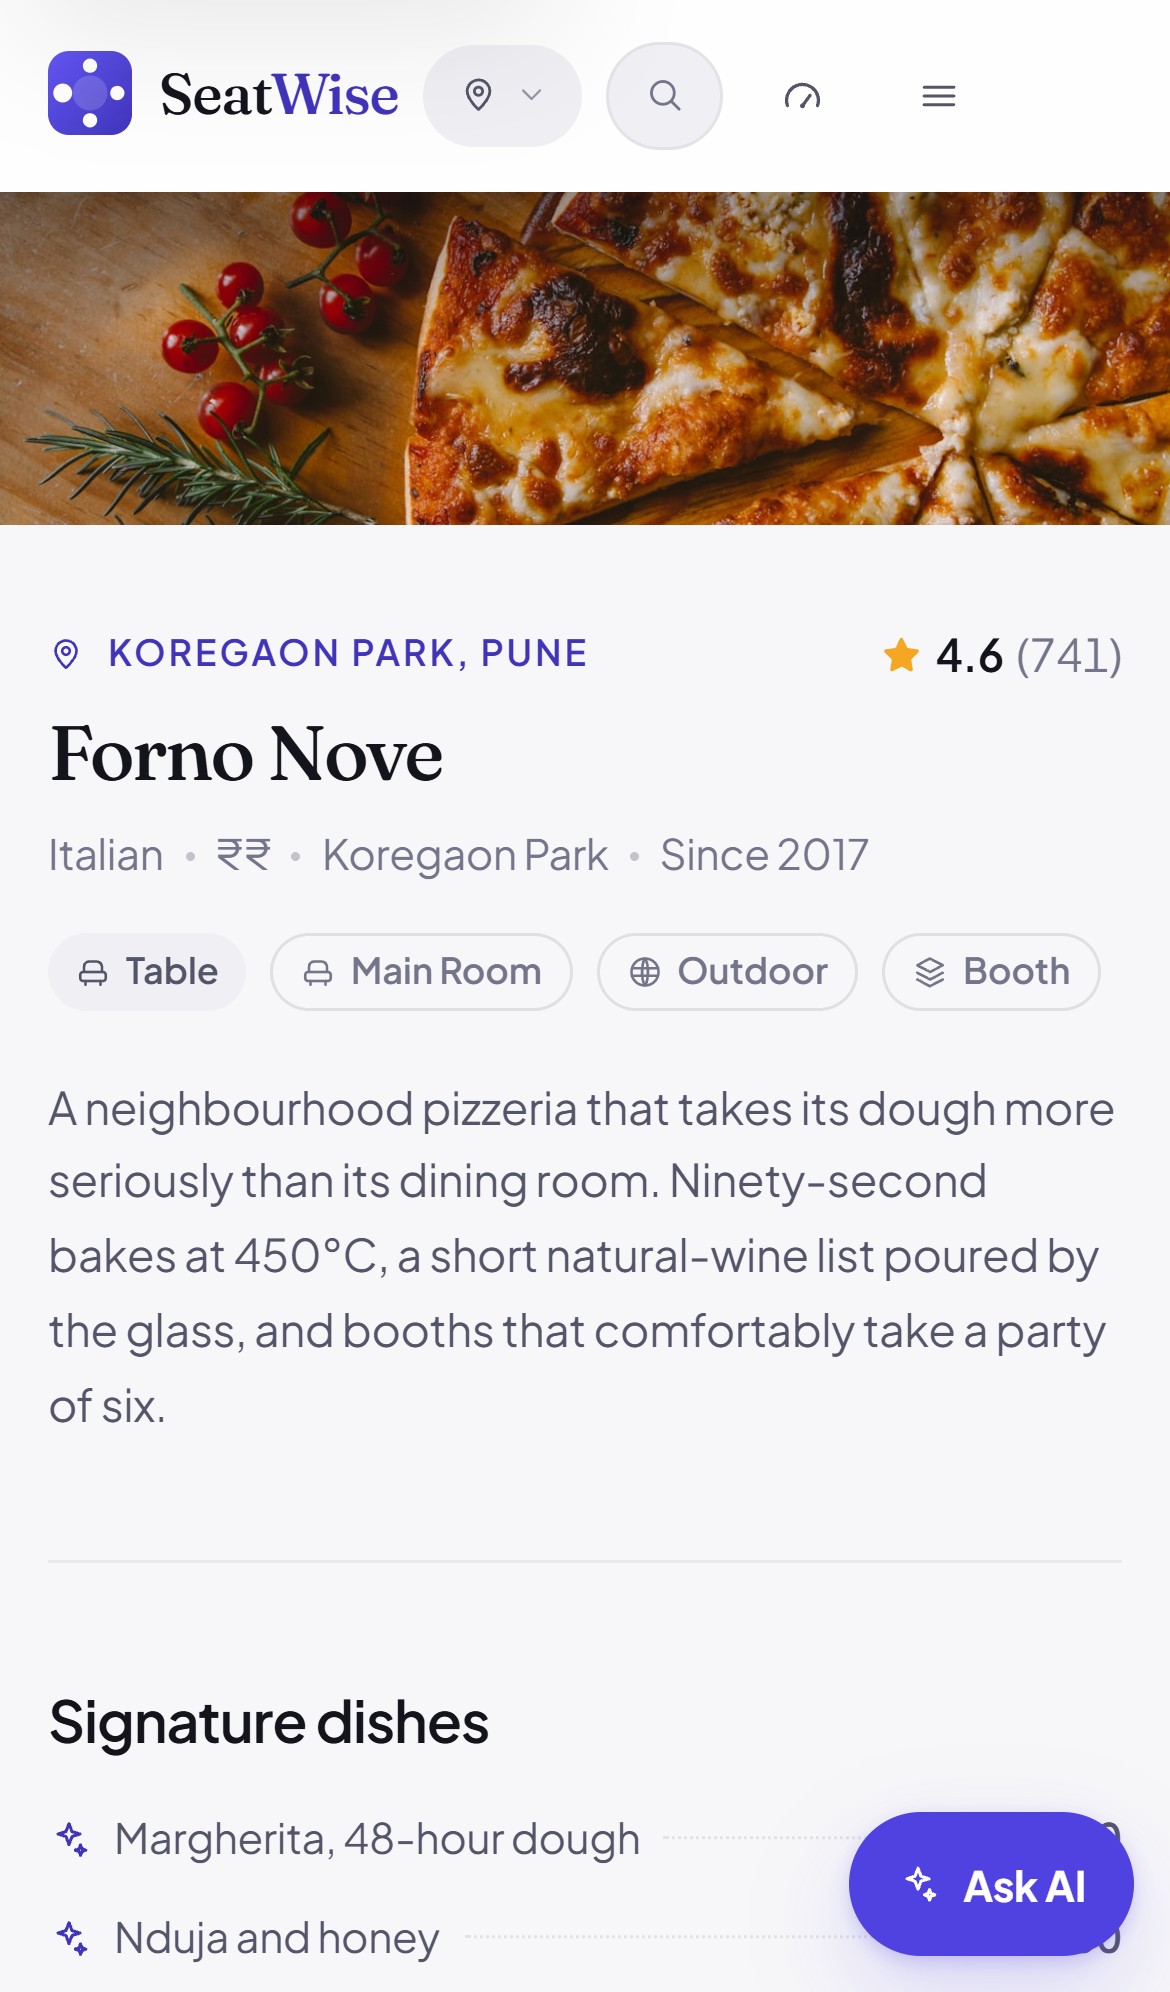 SeatWise
KOREGAON PARK, PUNE
4.6 (741)
Forno Nove
Italian • ₹₹ • Koregaon Park • Since 2017
Table Main Room Outdoor Booth
A neighbourhood pizzeria that takes its dough more
seriously than its dining room. Ninety-second
bakes at 450°C, a short natural-wine list poured by
the glass, and booths that comfortably take a party
of six.
Signature dishes
Margherita, 48-hour dough
Ask AI
Nduja and honey